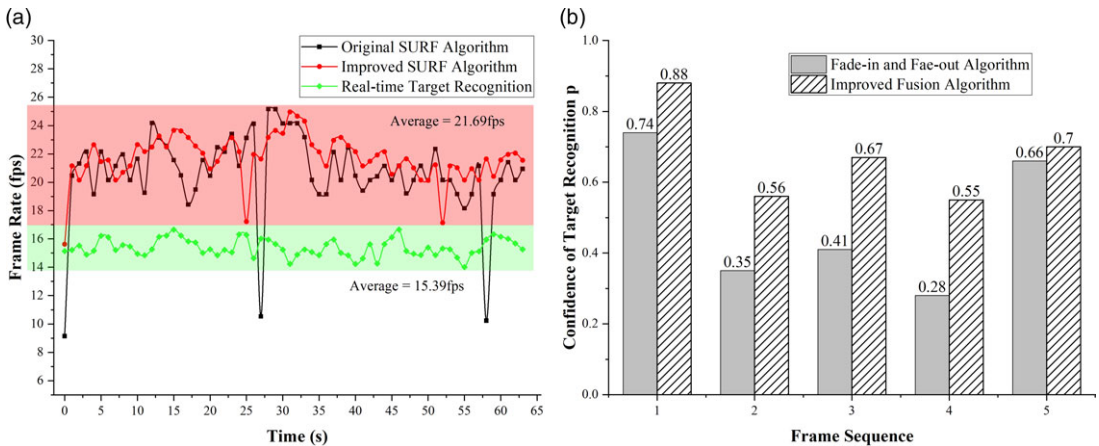 (a)
30
28
26
24
22
20
18
16
14
12
10
8
6
Frame Rate (fps)
Original SURF Algorithm
Improved SURF Algorithm
Real-time Target Recognition
Average = 21.69fps
Average = 15.39fps
0 5 10 15 20 25 30 35 40 45 50 55 60 65
Time (s)
(b)
1.0
0.8
0.6
0.4
0.2
0.0
Confidence of Target Recognition p
Fade-in and Fae-out Algorithm
Improved Fusion Algorithm
0.74 0.88
0.35 0.56
0.41 0.67
0.28 0.55
0.66 0.7
1 2 3 4 5
Frame Sequence